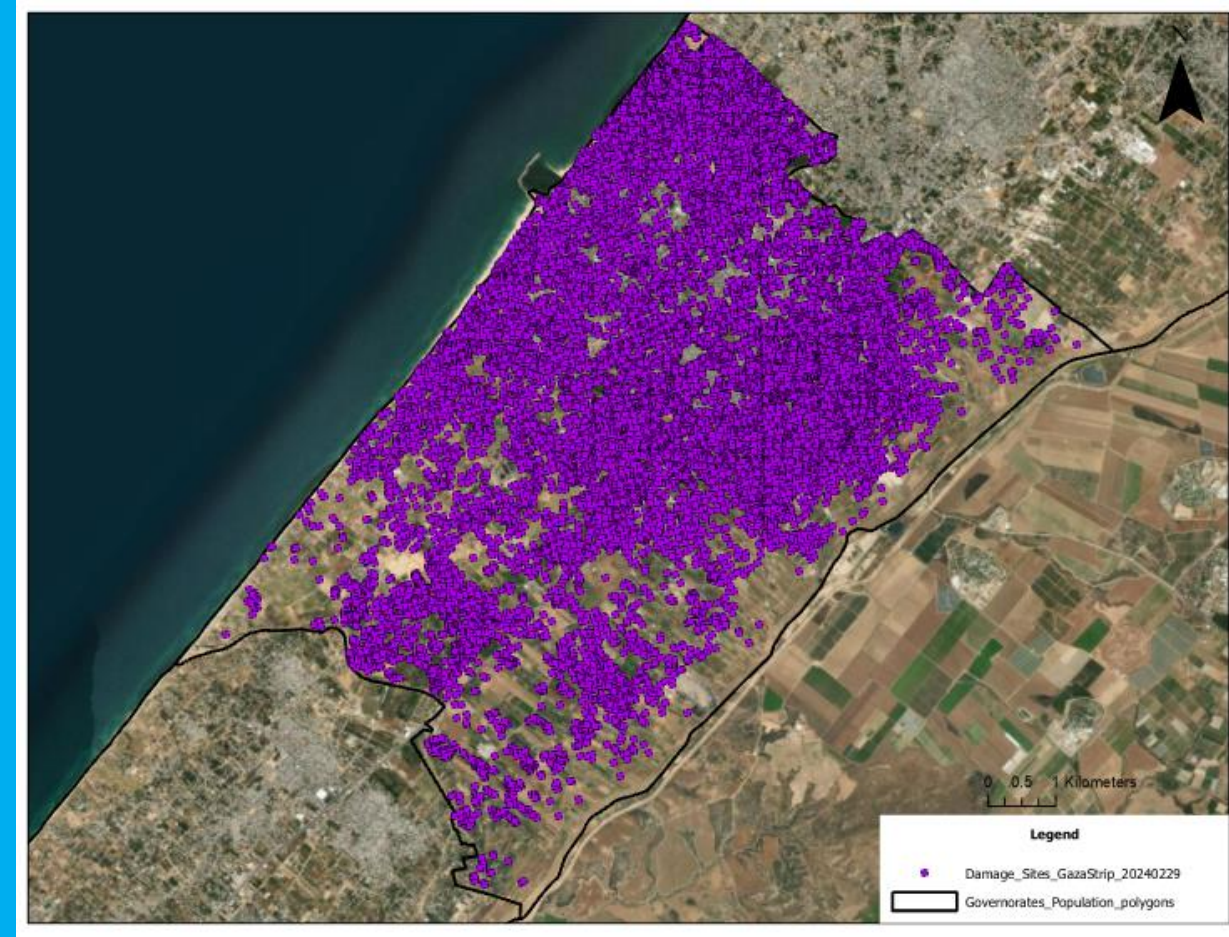 0 0.5 1 Kilometers
Legend
Damage_Sites_GazaStrip_20240229
Governorates_Population_polygons